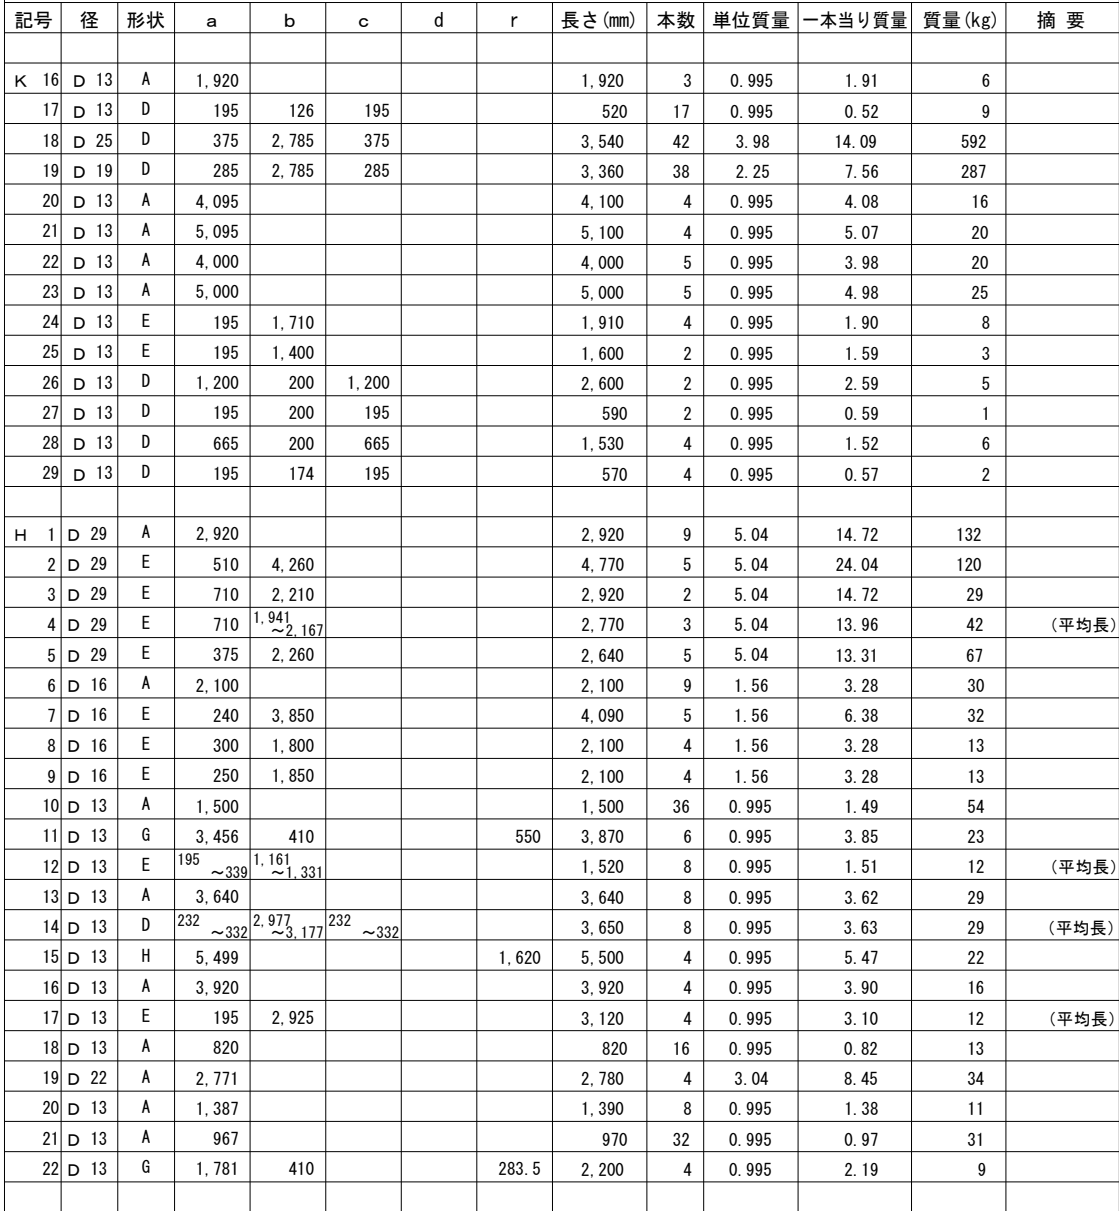 記号 径 形状 a b c d r 長さ(mm) 本数 単位質量 一本当り質量 質量(kg) 摘 要
K 16 D 13 A 1,920 1,920 3 0.995 1.91 6
17 D 13 D 195 126 195 520 17 0.995 0.52 9
18 D 25 D 375 2,785 375 3,540 42 3.98 14.09 592
19 D 19 D 285 2,785 285 3,360 38 2.25 7.56 287
20 D 13 A 4,095 4,100 4 0.995 4.08 16
21 D 13 A 5,095 5,100 4 0.995 5.07 20
22 D 13 A 4,000 4,000 5 0.995 3.98 20
23 D 13 A 5,000 5,000 5 0.995 4.98 25
24 D 13 E 195 1,710 1,910 4 0.995 1.90 8
25 D 13 E 195 1,400 1,600 2 0.995 1.59 3
26 D 13 D 1,200 200 1,200 2,600 2 0.995 2.59 5
27 D 13 D 195 200 195 590 2 0.995 0.59 1
28 D 13 D 665 200 665 1,530 4 0.995 1.52 6
29 D 13 D 195 174 195 570 4 0.995 0.57 2
H 1 D 29 A 2,920 2,920 9 5.04 14.72 132
2 D 29 E 510 4,260 4,770 5 5.04 24.04 120
3 D 29 E 710 2,210 2,920 2 5.04 14.72 29
4 D 29 E 710 1,941～2,167 2,770 3 5.04 13.96 42 (平均長)
5 D 29 E 375 2,260 2,640 5 5.04 13.31 67
6 D 16 A 2,100 2,100 9 1.56 3.28 30
7 D 16 E 240 3,850 4,090 5 1.56 6.38 32
8 D 16 E 300 1,800 2,100 4 1.56 3.28 13
9 D 16 E 250 1,850 2,100 4 1.56 3.28 13
10 D 13 A 1,500 1,500 36 0.995 1.49 54
11 D 13 G 3,456 410 550 3,870 6 0.995 3.85 23
12 D 13 E 195～339 1,161～1,331 1,520 8 0.995 1.51 12 (平均長)
13 D 13 A 3,640 3,640 8 0.995 3.62 29
14 D 13 D 232～332 2,977～3,177 232～332 3,650 8 0.995 3.63 29 (平均長)
15 D 13 H 5,499 1,620 5,500 4 0.995 5.47 22
16 D 13 A 3,920 3,920 4 0.995 3.90 16
17 D 13 E 195 2,925 3,120 4 0.995 3.10 12 (平均長)
18 D 13 A 820 820 16 0.995 0.82 13
19 D 22 A 2,771 2,780 4 3.04 8.45 34
20 D 13 A 1,387 1,390 8 0.995 1.38 11
21 D 13 A 967 970 32 0.995 0.97 31
22 D 13 G 1,781 410 283.5 2,200 4 0.995 2.19 9